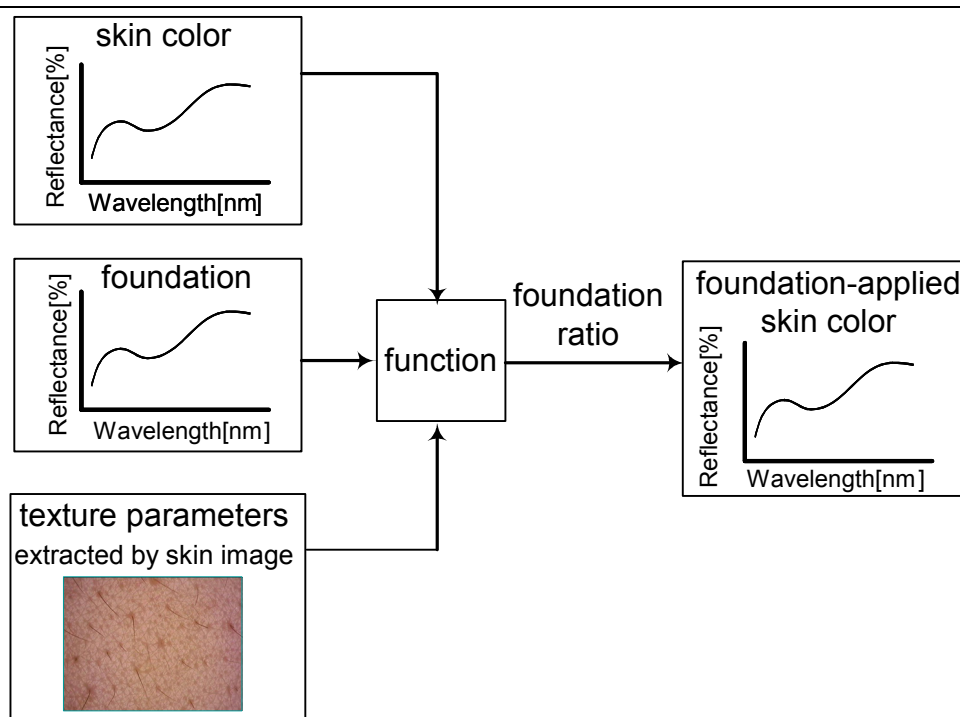 skin color
Reflectance[%]
Wavelength[nm]
foundation
Reflectance[%]
Wavelength[nm]
texture parameters
extracted by skin image
function
foundation
ratio
foundation-applied
skin color
Reflectance[%]
Wavelength[nm]